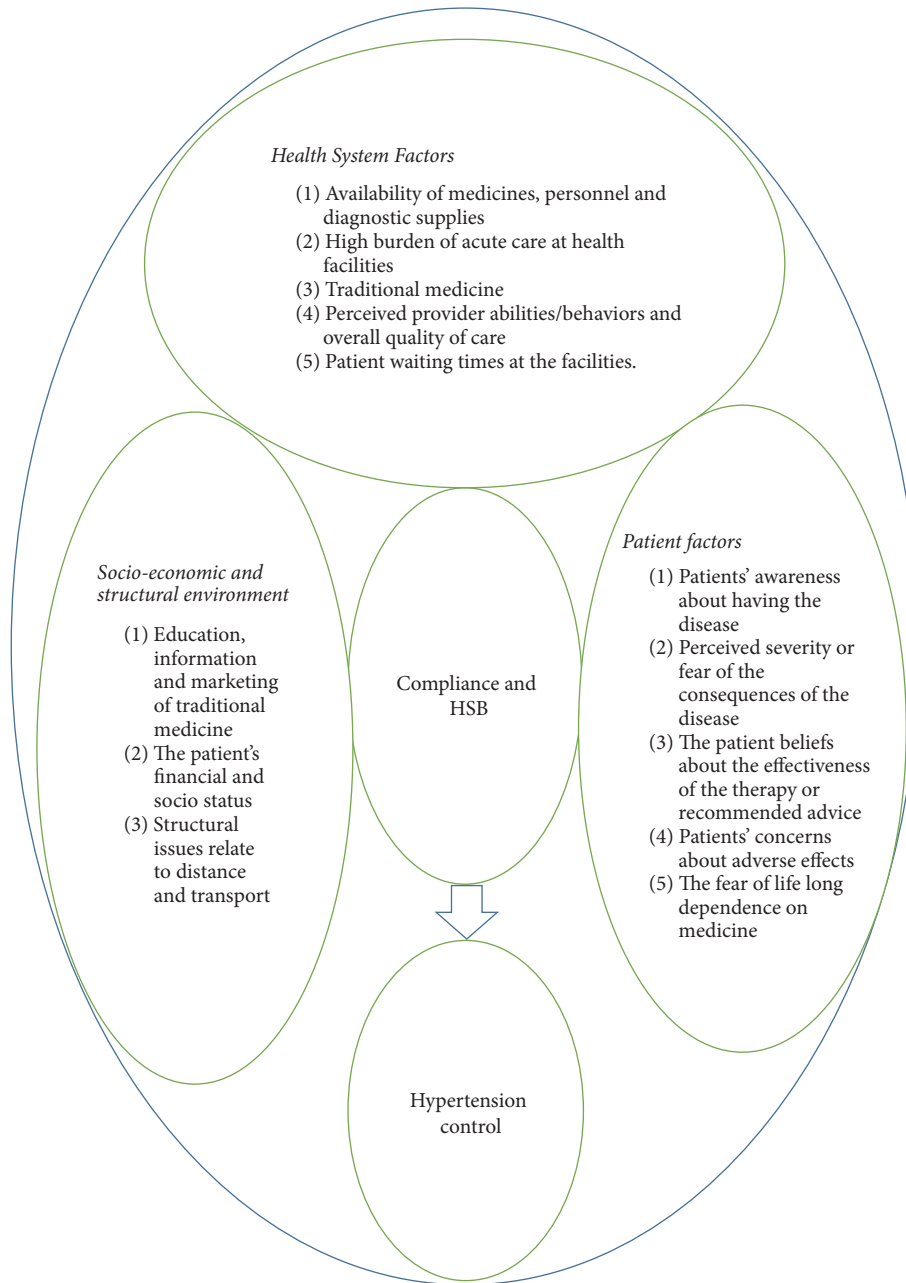 Health System Factors
(1) Availability of medicines, personnel and
diagnostic supplies
(2) High burden of acute care at health
facilities
(3) Traditional medicine
(4) Perceived provider abilities/behaviors and
overall quality of care
(5) Patient waiting times at the facilities.
Socio-economic and
structural environment
(1) Education,
information
and marketing
of traditional
medicine
(2) The patient's
financial and
socio status
(3) Structural
issues relate
to distance
and transport
Compliance and
HSB
Patient factors
(1) Patients' awareness
about having the
disease
(2) Perceived severity or
fear of the
consequences of the
disease
(3) The patient beliefs
about the effectiveness
of the therapy or
recommended advice
(4) Patients' concerns
about adverse effects
(5) The fear of life long
dependence on
medicine
Hypertension
control